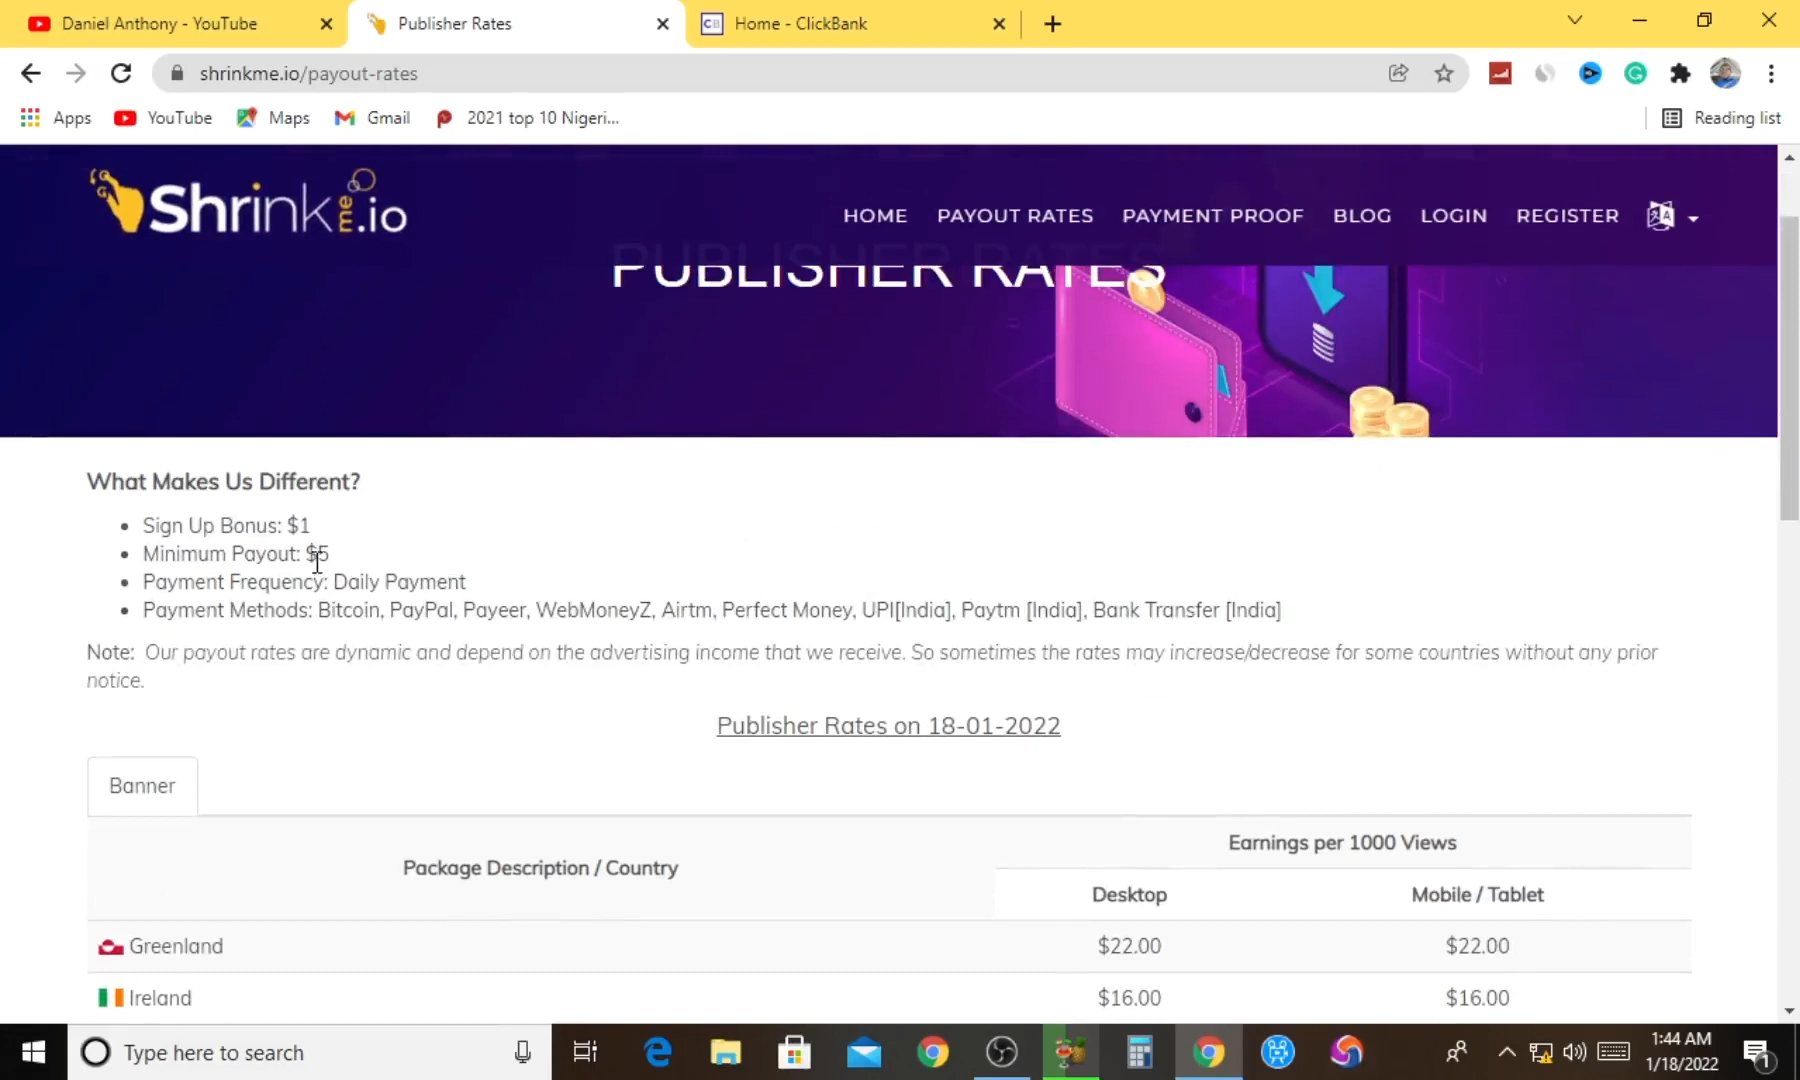 Daniel Anthony - YouTube
Publisher Rates
CB Home - ClickBank
shrinkme.io/payout-rates
Apps YouTube Maps Gmail 2021 top 10 Nigeri... Reading list
Shrinkme.io
HOME PAYOUT RATES PAYMENT PROOF BLOG LOGIN REGISTER
PUBLISHER RATES
What Makes Us Different?
Sign Up Bonus: $1
Minimum Payout: $5
Payment Frequency: Daily Payment
Payment Methods: Bitcoin, PayPal, Payeer, WebMoneyZ, Airtm, Perfect Money, UPI[India], Paytm [India], Bank Transfer [India]
Note: Our payout rates are dynamic and depend on the advertising income that we receive. So sometimes the rates may increase/decrease for some countries without any prior
notice.
Publisher Rates on 18-01-2022
Banner
Package Description / Country
Earnings per 1000 Views
Desktop Mobile / Tablet
Greenland $22.00 $22.00
Ireland $16.00 $16.00
Type here to search
1:44 AM
1/18/2022
1